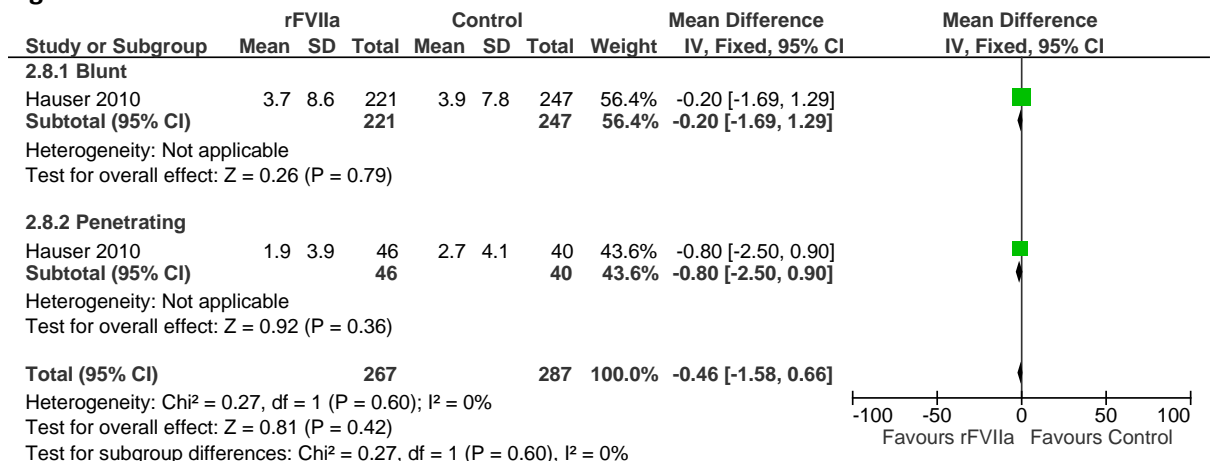 rFVIIa Control Mean Difference Mean Difference
Study or Subgroup Mean SD Total Mean SD Total Weight IV, Fixed, 95% CI IV, Fixed, 95% CI
2.8.1 Blunt
Hauser 2010 3.7 8.6 221 3.9 7.8 247 56.4% -0.20 [-1.69, 1.29]
Subtotal (95% CI) 221 247 56.4% -0.20 [-1.69, 1.29]
Heterogeneity: Not applicable
Test for overall effect: Z = 0.26 (P = 0.79)
2.8.2 Penetrating
Hauser 2010 1.9 3.9 46 2.7 4.1 40 43.6% -0.80 [-2.50, 0.90]
Subtotal (95% CI) 46 40 43.6% -0.80 [-2.50, 0.90]
Heterogeneity: Not applicable
Test for overall effect: Z = 0.92 (P = 0.36)
Total (95% CI) 267 287 100.0% -0.46 [-1.58, 0.66]
Heterogeneity: Chi² = 0.27, df = 1 (P = 0.60); I² = 0%
Test for overall effect: Z = 0.81 (P = 0.42)
Test for subgroup differences: Chi² = 0.27, df = 1 (P = 0.60), I² = 0%
-100 -50 0 50 100
Favours rFVIIa Favours Control